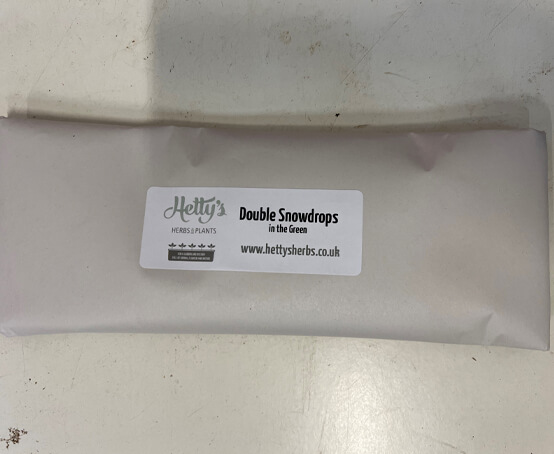 Hetty's
HERBS & PLANTS
Double Snowdrops
in the Green
www.hettysherbs.co.uk